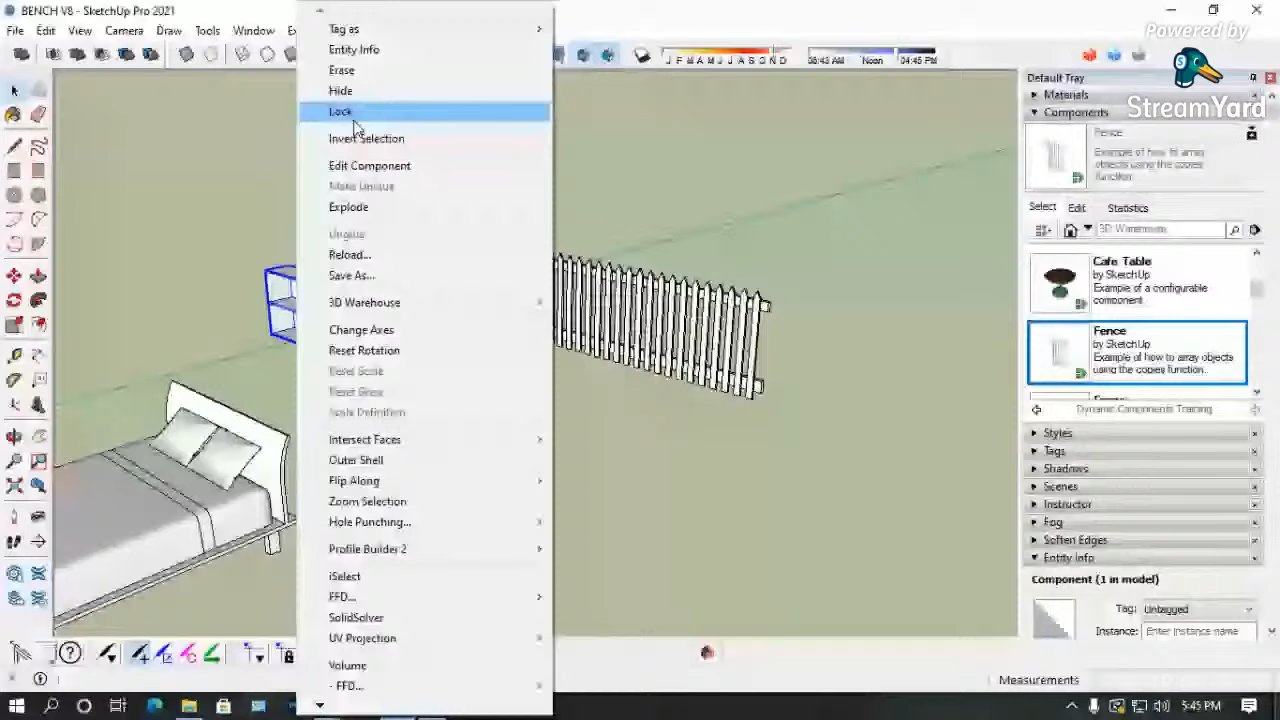 BENCH V8 - SketchUp Pro 2021
File Edit View Camera Draw Tools Window
Tag as
Entity Info
Erase
Hide
Lock
Invert Selection
Edit Component
Make Unique
Explode
Unglue
Reload...
Save As...
3D Warehouse
Change Axes
Reset Rotation
Reset Scale
Reset Skew
Scale Definition
Intersect Faces
Outer Shell
Flip Along
Zoom Selection
Hole Punching...
Profile Builder 2
iSelect
FFD...
SolidSolver
UV Projection
Volume
- FFD...
J F M A M J J A S O N D
06:43 AM Noon 04:45 PM
Powered by
StreamYard
Default Tray
Materials
Components
Fence
Example of how to array
objects using the copies
function.
Select Edit Statistics
3D Warehouse
Cafe Table
by SketchUp
Example of a configurable
component.
Fence
by SketchUp
Example of how to array objects
using the copies function.
Dynamic Components Training
Styles
Tags
Shadows
Scenes
Instructor
Fog
Soften Edges
Entity Info
Component (1 in model)
Tag: Untagged
Instance: Enter Instance name
Measurements
5:45 PM